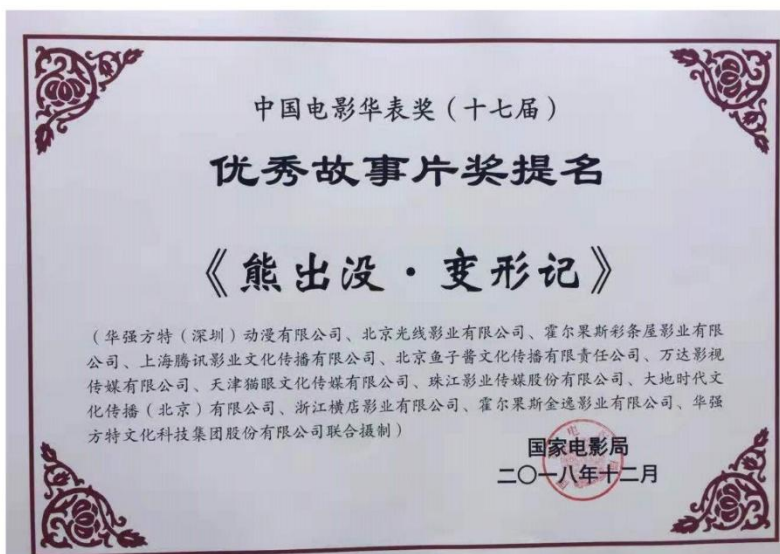 中国电影华表奖（十七届）
优秀故事片奖提名
《熊出没·变形记》
（华强方特（深圳）动漫有限公司、北京光线影业有限公司、霍尔果斯彩条屋影业有限
公司、上海腾讯影业文化传播有限公司、北京鱼子酱文化传播有限责任公司、万达影视
传媒有限公司、天津猫眼文化传媒有限公司、珠江影业传媒股份有限公司、大地时代文
化传播（北京）有限公司、浙江横店影业有限公司、霍尔果斯金逸影业有限公司、华强
方特文化科技集团股份有限公司联合摄制）
国家电影局
二〇一八年十二月